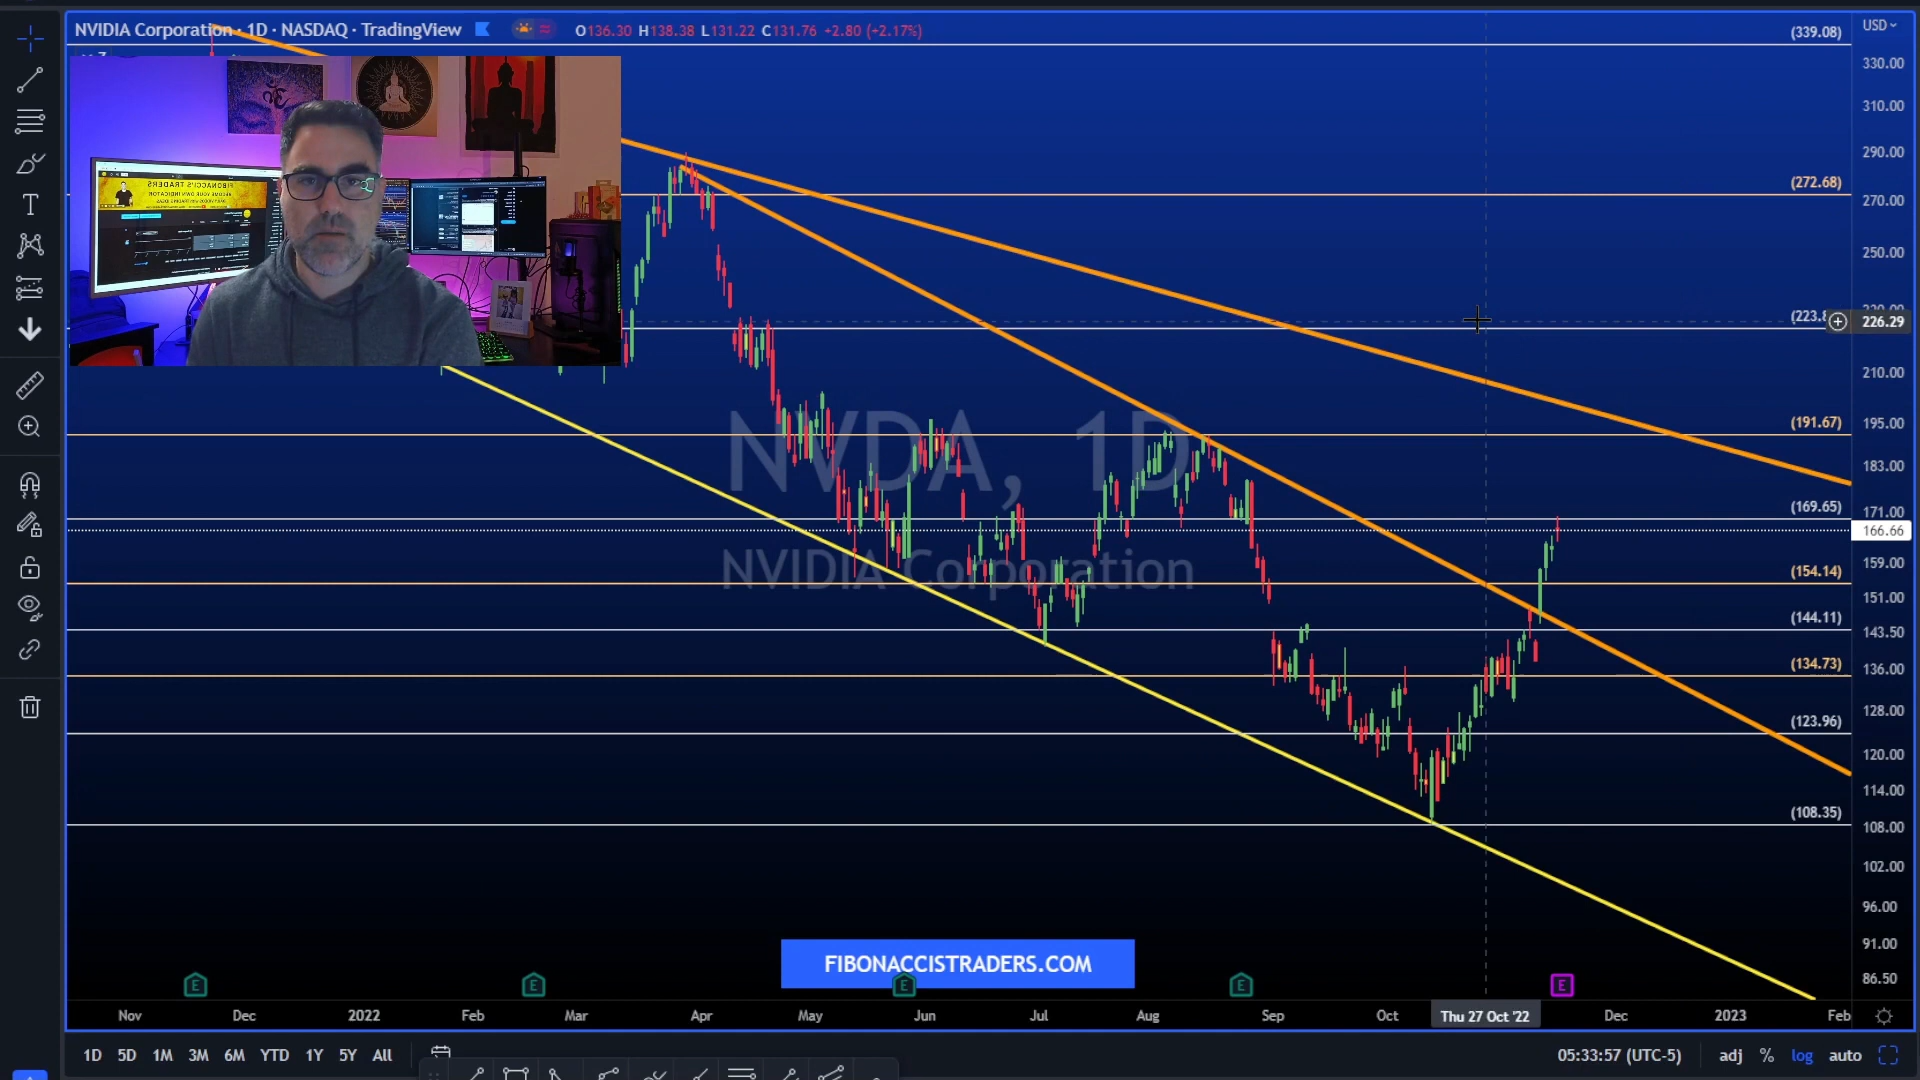 NVIDIA Corporation · 1D · NASDAQ · TradingView
O136.30 H138.38 L131.22 C131.76 +2.80 (+2.17%)
USD
(339.08)
330.00
310.00
290.00
(272.68)
270.00
250.00
(223.8
226.29
210.00
(191.67)
195.00
183.00
(169.65)
171.00
166.66
159.00
(154.14)
151.00
(144.11)
143.50
(134.73)
136.00
128.00
(123.96)
120.00
114.00
(108.35)
108.00
102.00
96.00
91.00
86.50
NVDA, 1D
NVIDIA Corporation
T
FIBONACCI'S TRADERS
BECOME YOUR OWN INDICATOR
FIBONACCISTRADERS.COM
E E E E E
Nov Dec 2022 Feb Mar Apr May Jun Jul Aug Sep Oct Thu 27 Oct '22 Dec 2023 Feb
1D 5D 1M 3M 6M YTD 1Y 5Y All
05:33:57 (UTC-5) adj % log auto